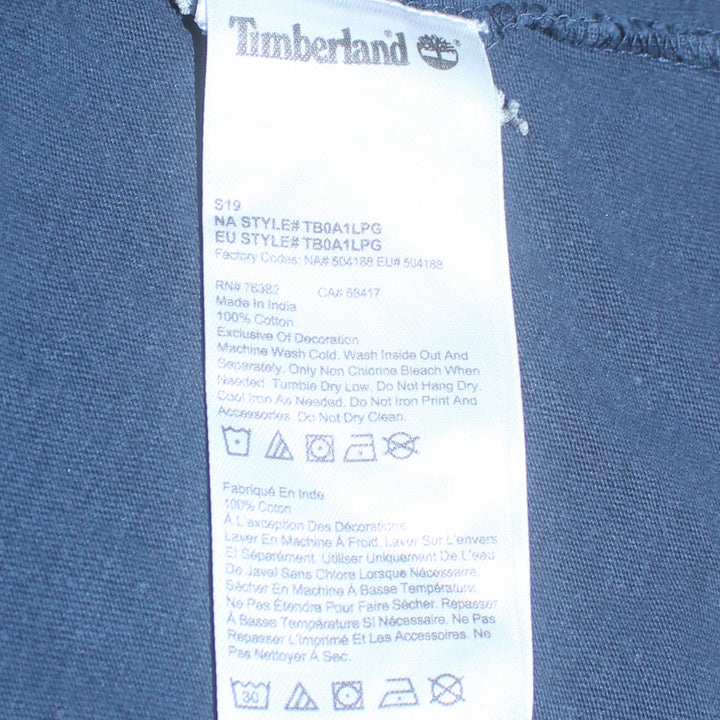 Timberland
S19
NA STYLE# TB0A1LPG
EU STYLE# TB0A1LPG
Factory Codes: NA# 504188 EU# 504188
RN# 76382 CA# 59417
Made In India
100% Cotton
Exclusive Of Decoration
Machine Wash Cold. Wash Inside Out And
Separately. Only Non Chlorine Bleach When
Needed. Tumble Dry Low. Do Not Hang Dry.
Cool Iron As Needed. Do Not Iron Print And
Accessories. Do Not Dry Clean.
Fabriqué En Inde
100% Coton
À L'exception Des Décorations
Laver En Machine À Froid. Laver Sur L'envers
Et Séparément. Utiliser Uniquement De L'eau
De Javel Sans Chlore Lorsque Nécessaire.
Sécher En Machine À Basse Température.
Ne Pas Étendre Pour Faire Sécher. Repasser
À Basse Température Si Nécessaire. Ne Pas
Repasser L'imprimé Et Les Accessoires. Ne
Pas Nettoyer À Sec.
30